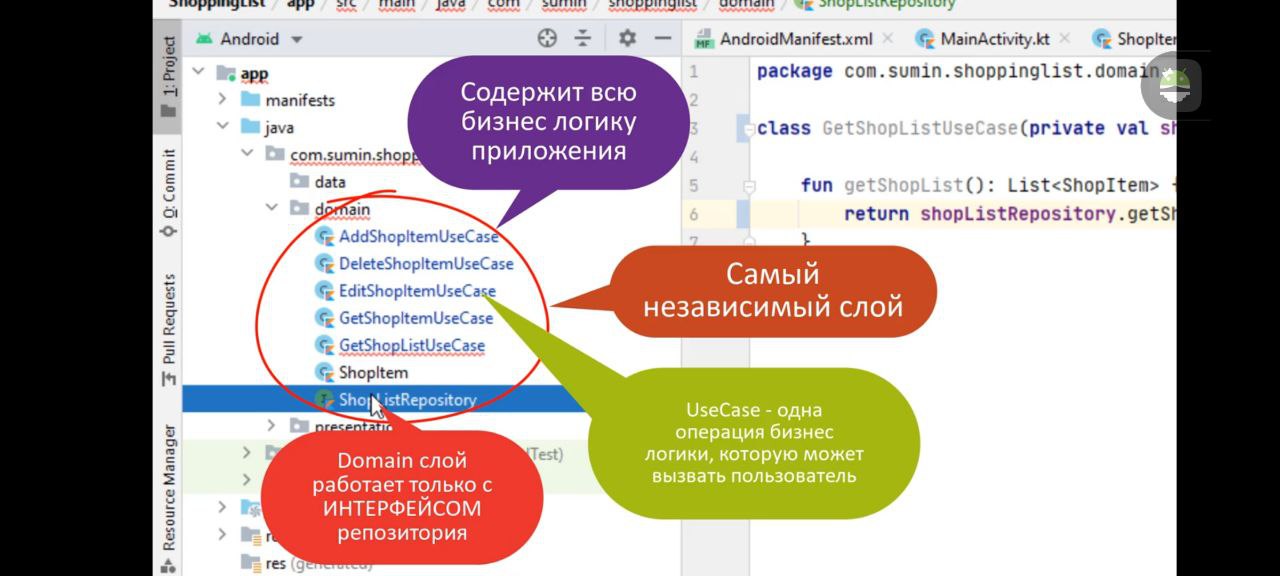 ShoppingList / app / src / main / java / com / sumin / shoppinglist / domain / ShopListRepository
1: Project
Android
AndroidManifest.xml
MainActivity.kt
app
manifests
java
com.sumin.shopp
data
domain
AddShopItemUseCase
DeleteShopItemUseCase
EditShopItemUseCase
GetShopItemUseCase
GetShopListUseCase
ShopItem
ShopListRepository
Test)
res (generated)
0: Commit
Pull Requests
Resource Manager
1 package com.sumin.shoppinglist.domain
2
3 class GetShopListUseCase(private val
4
5 fun getShopList(): List<ShopItem> {
6 return shopListRepository.getSh
7 }
Содержит всю
бизнес логику
приложения
Самый
независимый слой
UseCase - одна
операция бизнес
логики, которую может
вызвать пользователь
Domain слой
работает только с
ИНТЕРФЕЙСОМ
репозитория